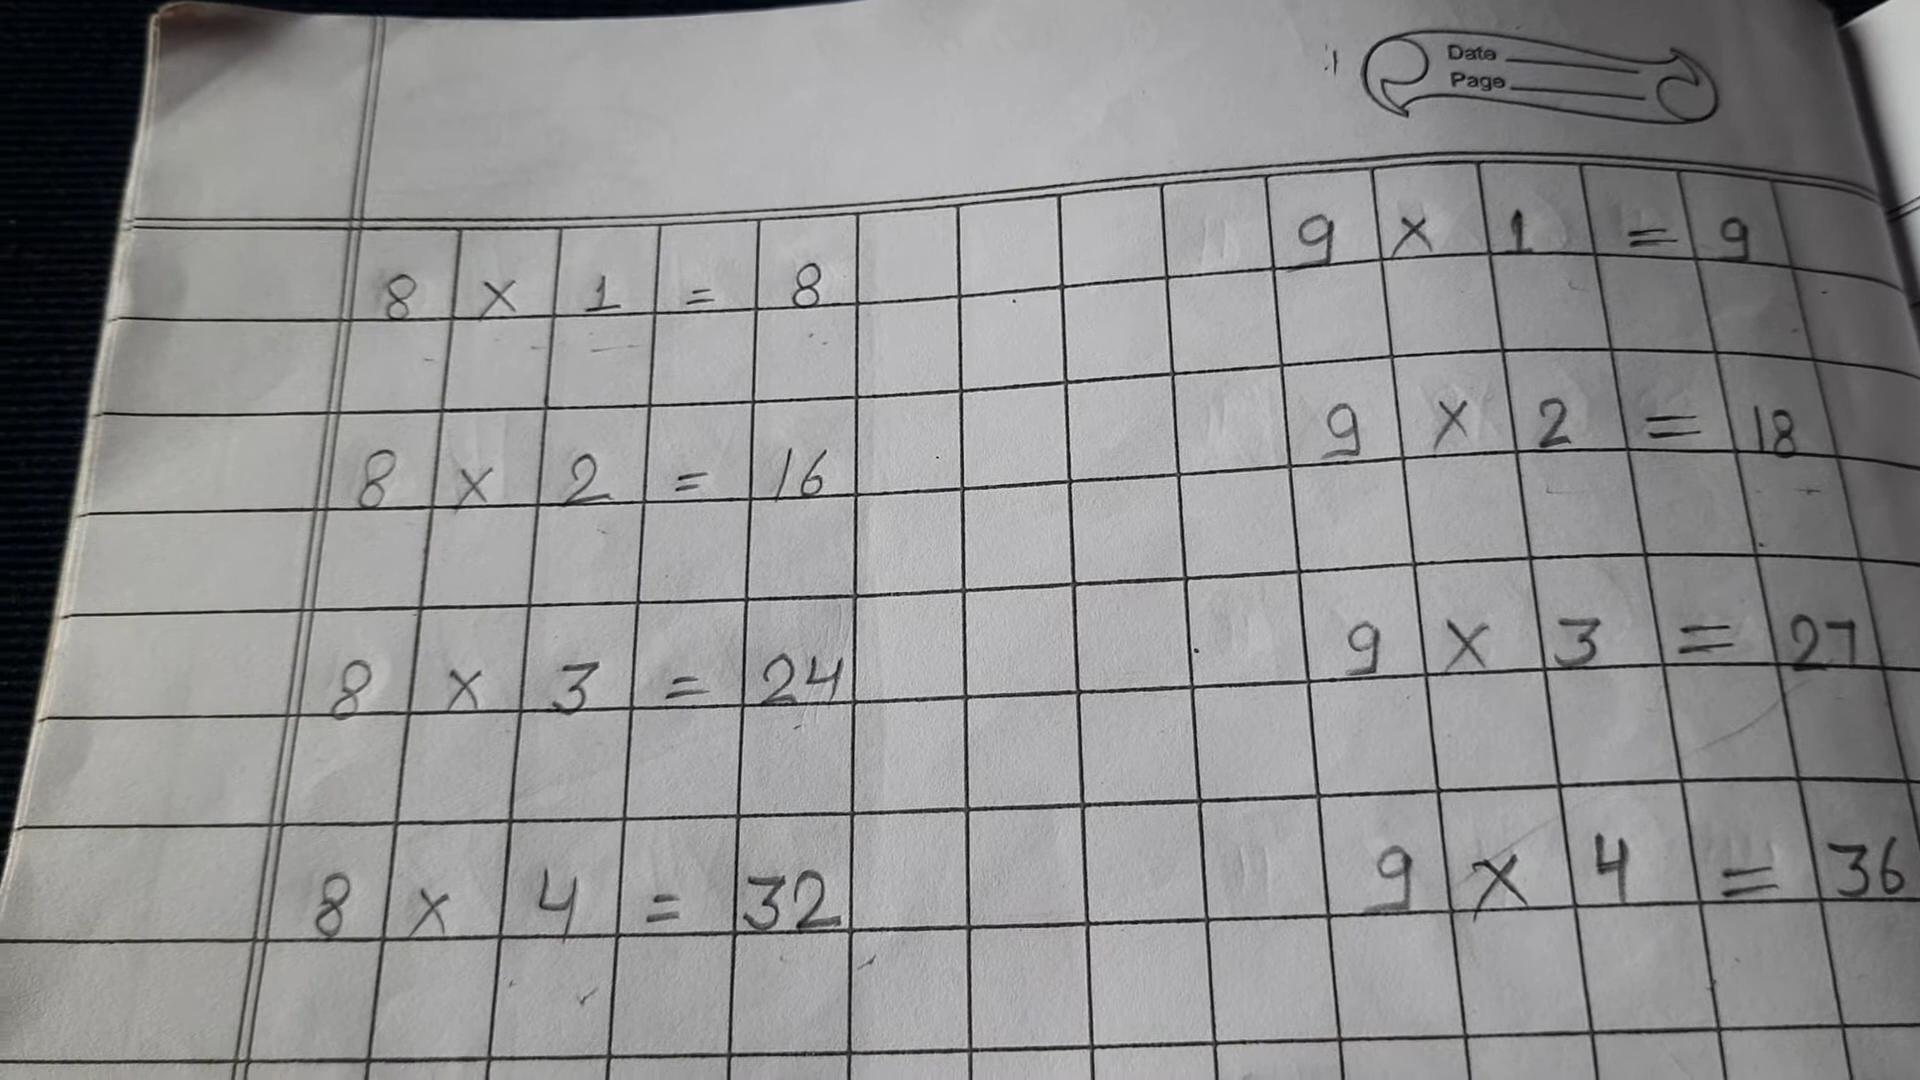 Date
Page
8 × 1 = 8
8 × 2 = 16
8 × 3 = 24
8 × 4 = 32
9 × 1 = 9
9 × 2 = 18
9 × 3 = 27
9 × 4 = 36